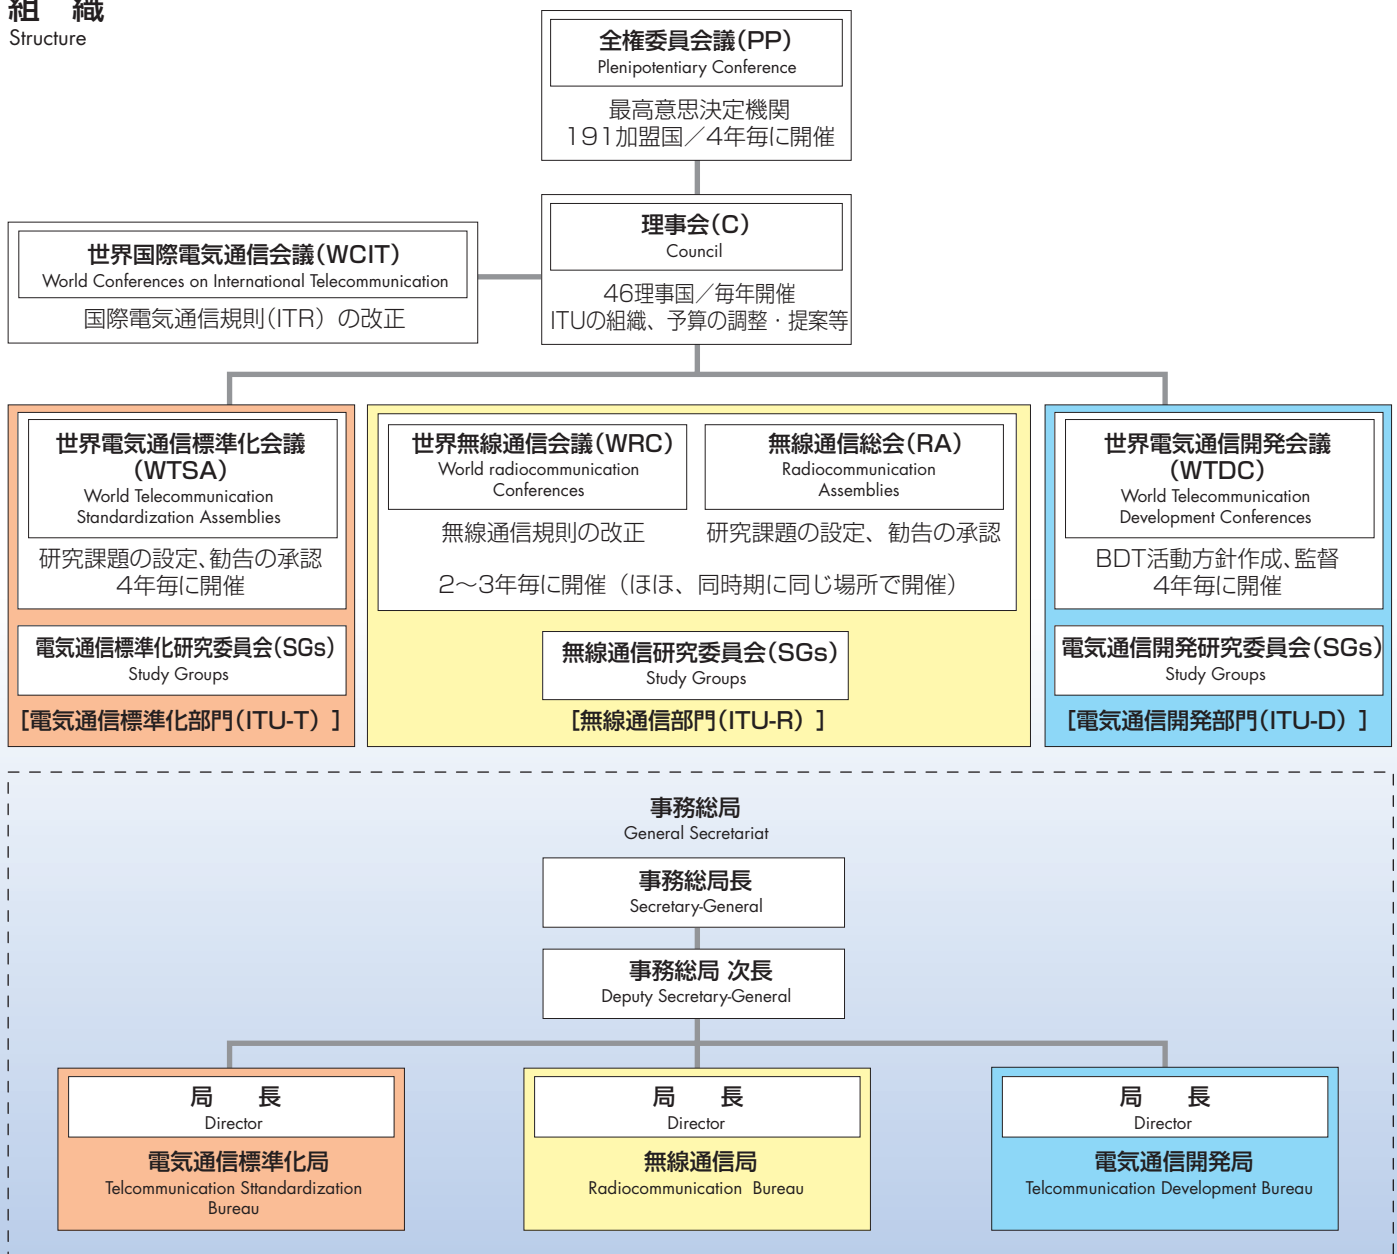 組　織
Structure
全権委員会議(PP)
Plenipotentiary Conference
最高意思決定機関
191加盟国／4年毎に開催
理事会(C)
Council
46理事国／毎年開催
ITUの組織、予算の調整・提案等
世界国際電気通信会議(WCIT)
World Conferences on International Telecommunication
国際電気通信規則(ITR) の改正
世界電気通信標準化会議
(WTSA)
World Telecommunication
Standardization Assemblies
研究課題の設定、勧告の承認
4年毎に開催
電気通信標準化研究委員会(SGs)
Study Groups
[電気通信標準化部門(ITU-T) ]
世界無線通信会議(WRC)
World radiocommunication
Conferences
無線通信規則の改正
無線通信総会(RA)
Radiocommunication
Assemblies
研究課題の設定、勧告の承認
2〜3年毎に開催（ほほ、同時期に同じ場所で開催）
無線通信研究委員会(SGs)
Study Groups
[無線通信部門(ITU-R) ]
世界電気通信開発会議
(WTDC)
World Telecommunication
Development Conferences
BDT活動方針作成、監督
4年毎に開催
電気通信開発研究委員会(SGs)
Study Groups
[電気通信開発部門(ITU-D) ]
事務総局
General Secretariat
事務総局長
Secretary-General
事務総局 次長
Deputy Secretary-General
局　長
Director
電気通信標準化局
Telcommunication Sttandardization
Bureau
局　長
Director
無線通信局
Radiocommunication Bureau
局　長
Director
電気通信開発局
Telcommunication Development Bureau